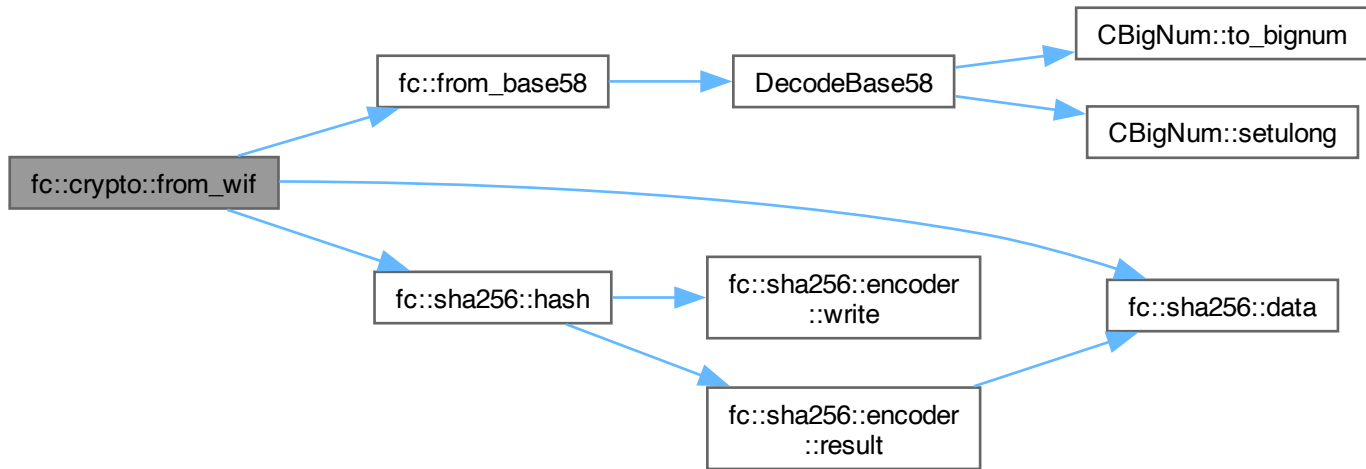 fc::crypto::from_wif
fc::from_base58
DecodeBase58
CBigNum::to_bignum
CBigNum::setulong
fc::sha256::hash
fc::sha256::encoder
::write
fc::sha256::encoder
::result
fc::sha256::data